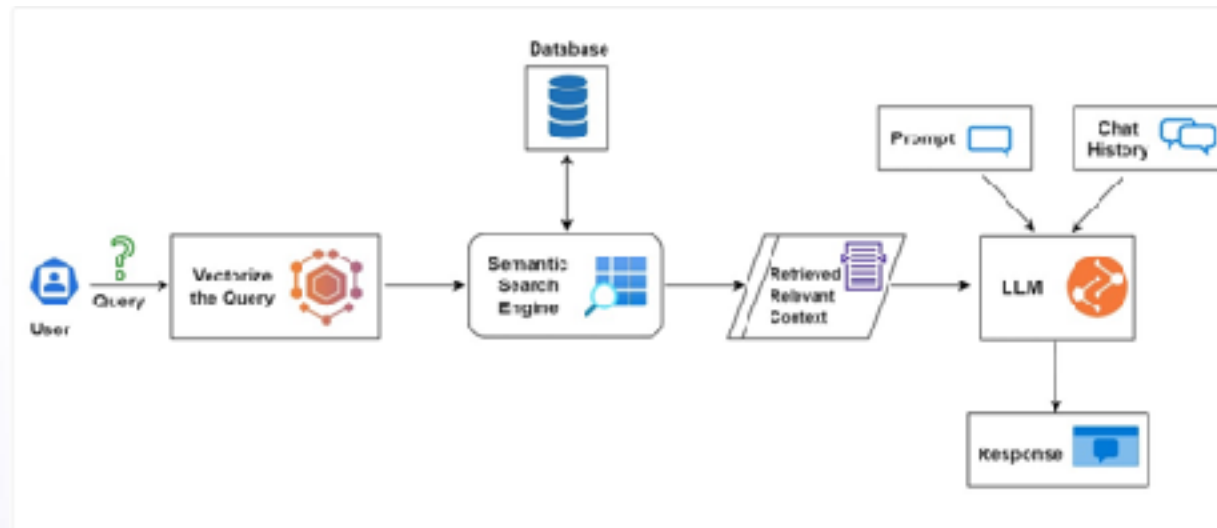 Database
Prompt
Chat
History
?
Query
User
Vectorize
the Query
Semantic
Search
Engine
Retrieved
Relevant
Context
LLM
Response